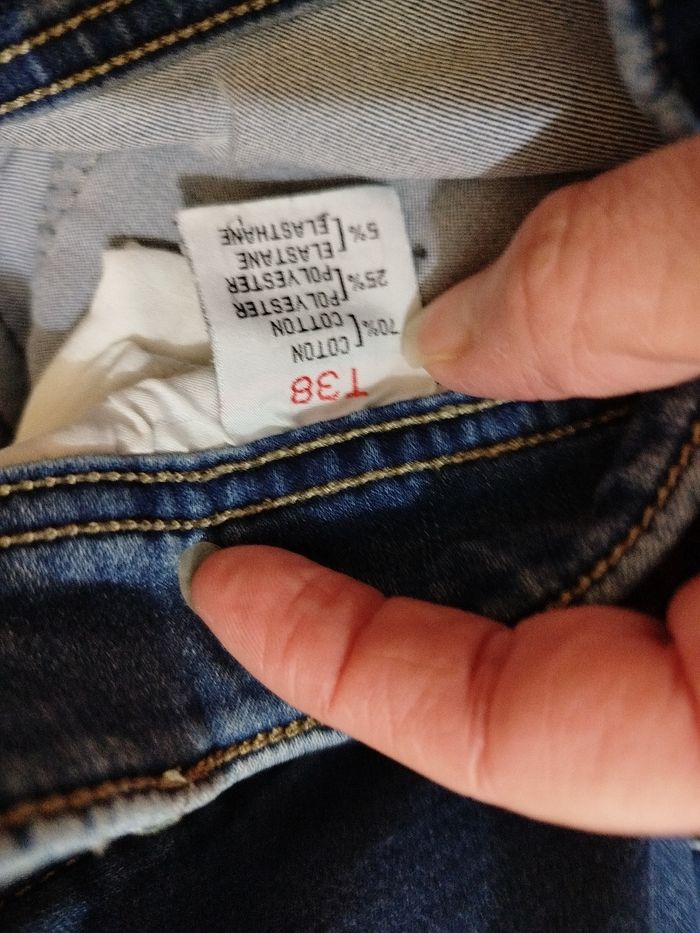 T38
COTON
70%[COTTON
POLYESTER
25%[POLYESTER
ELASTANE
5%[ELASTHANE